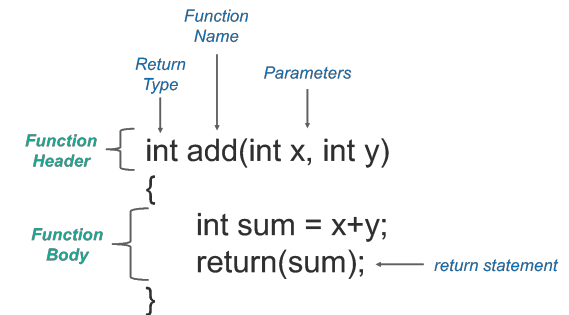 Function
Name
Return
Type
Parameters
Function
Header
int add(int x, int y)
{
Function
Body
int sum = x+y;
return(sum);
return statement
}